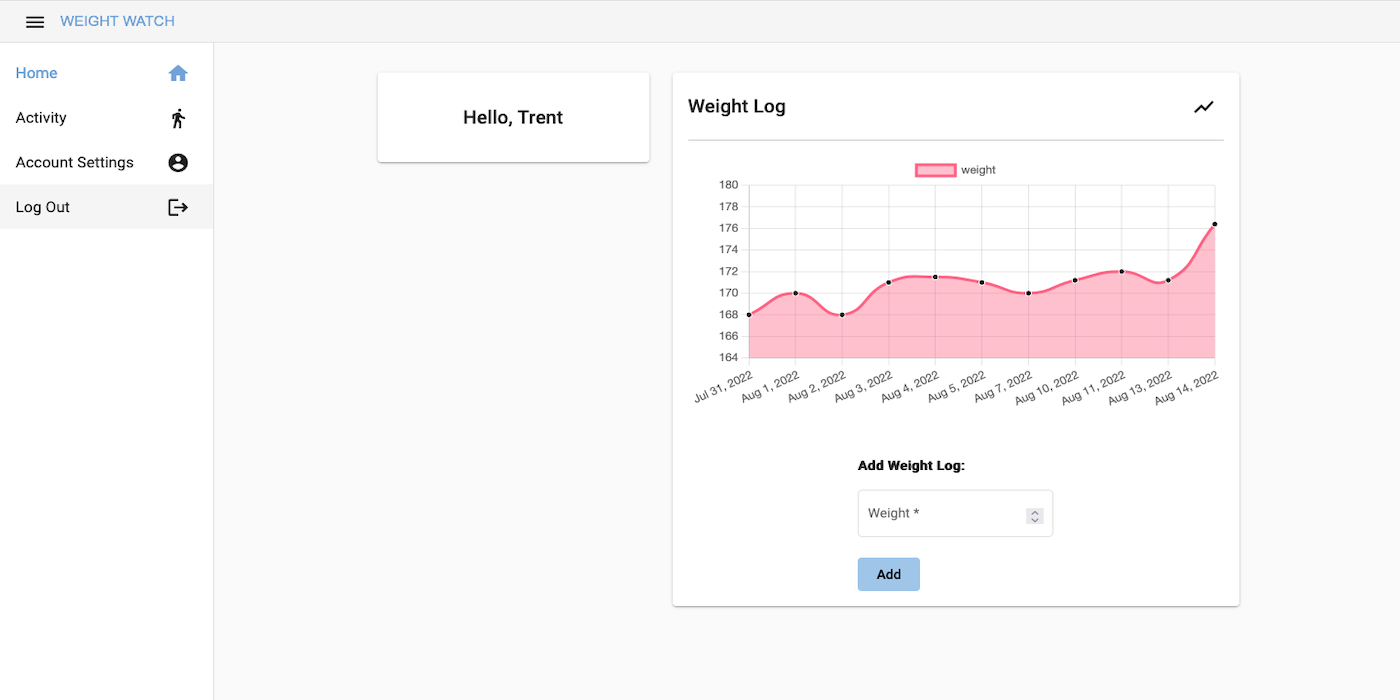 WEIGHT WATCH
Home
Activity
Account Settings
Log Out
Hello, Trent
Weight Log
weight
180
178
176
174
172
170
168
166
164
Jul 31, 2022
Aug 1, 2022
Aug 2, 2022
Aug 3, 2022
Aug 4, 2022
Aug 5, 2022
Aug 7, 2022
Aug 10, 2022
Aug 11, 2022
Aug 13, 2022
Aug 14, 2022
Add Weight Log:
Weight *
Add